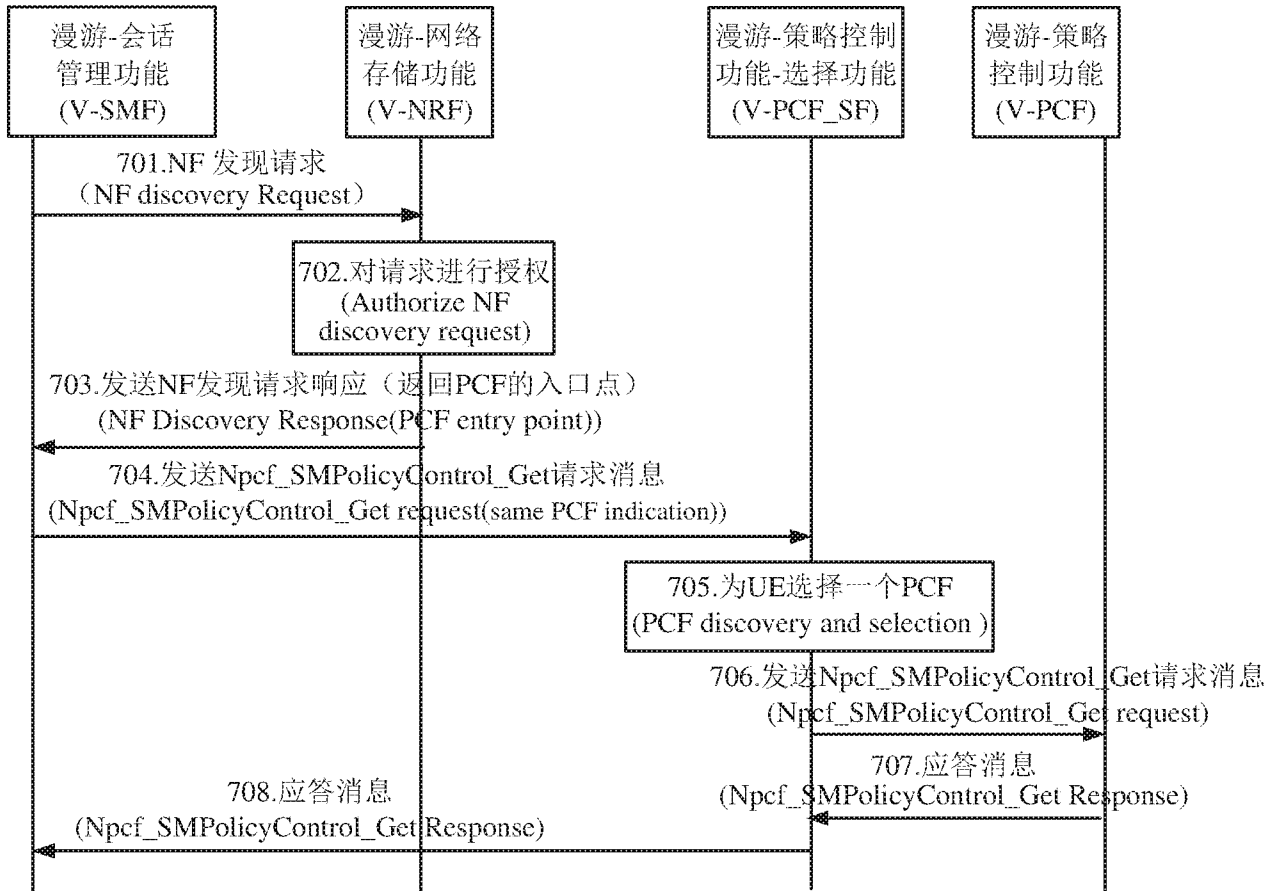 漫游-会话
管理功能
(V-SMF)
漫游-网络
存储功能
(V-NRF)
漫游-策略控制
功能-选择功能
(V-PCF_SF)
漫游-策略
控制功能
(V-PCF)
701.NF 发现请求
（NF discovery Request）
702.对请求进行授权
(Authorize NF
discovery request)
703.发送NF发现请求响应（返回PCF的入口点）
(NF Discovery Response(PCF entry point))
704.发送Npcf_SMPolicyControl_Get请求消息
(Npcf_SMPolicyControl_Get request(same PCF indication))
705.为UE选择一个PCF
(PCF discovery and selection )
706.发送Npcf_SMPolicyControl_Get请求消息
(Npcf_SMPolicyControl_Get request)
707.应答消息
(Npcf_SMPolicyControl_Get Response)
708.应答消息
(Npcf_SMPolicyControl_Get Response)